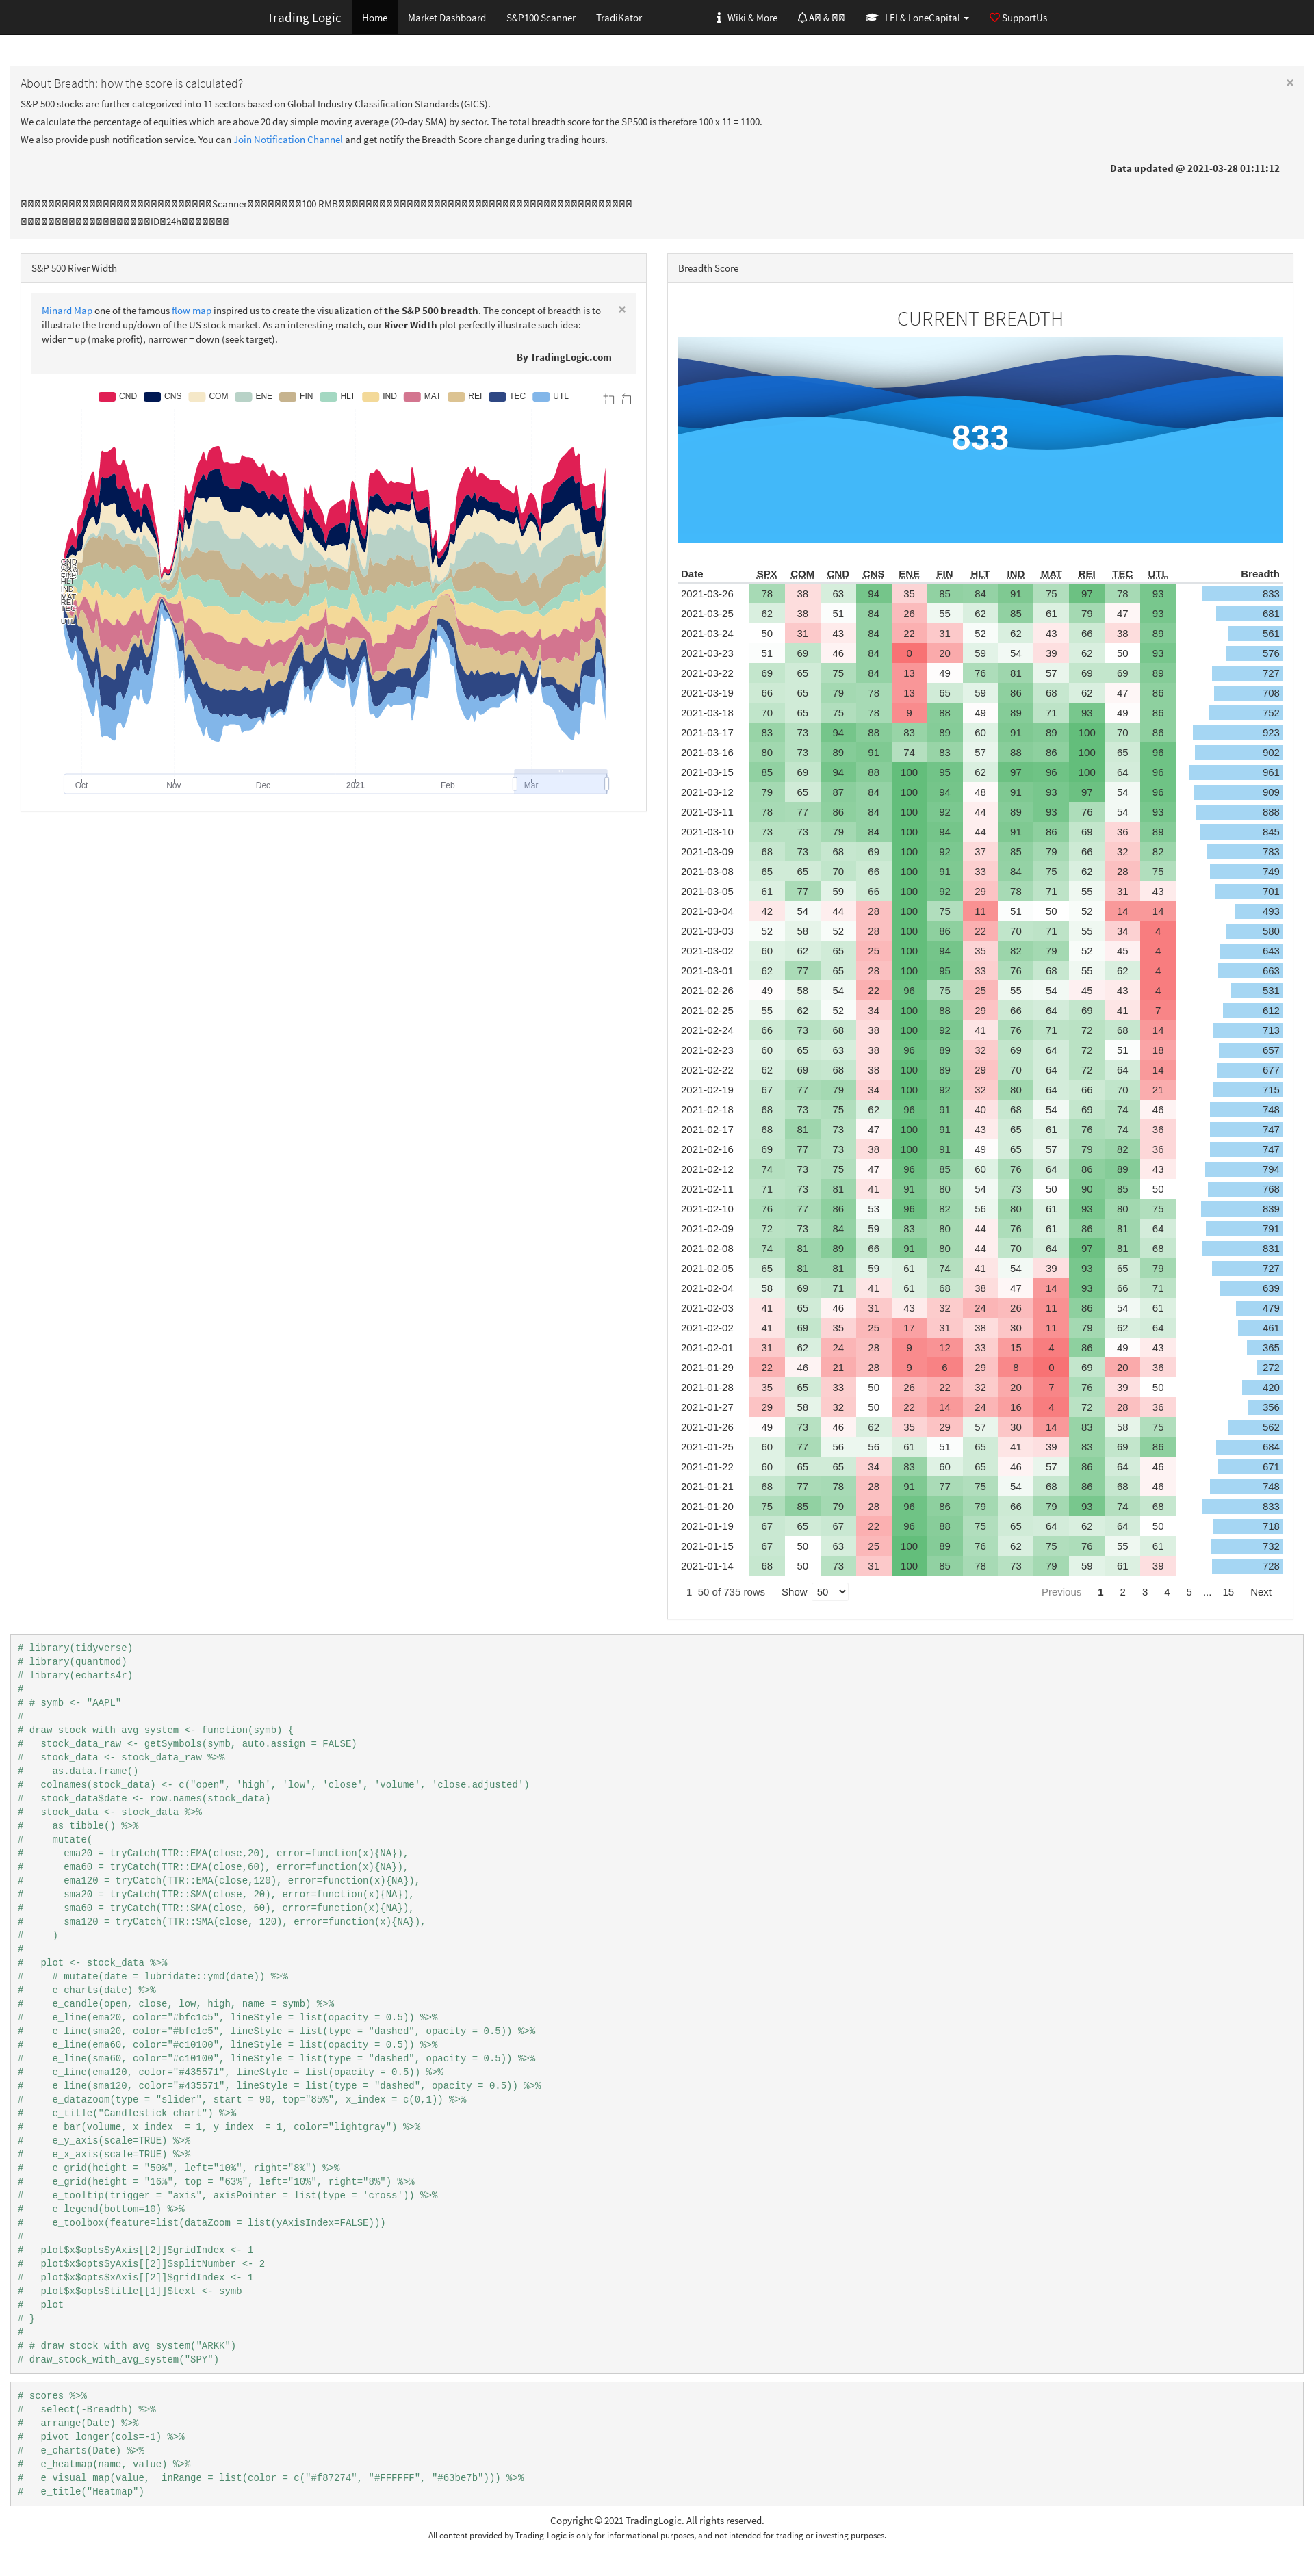 Trading Logic Home Market Dashboard S&P100 Scanner TradiKator Wiki & More A & LEI & LoneCapital SupportUs
About Breadth: how the score is calculated? ×
S&P 500 stocks are further categorized into 11 sectors based on Global Industry Classification Standards (GICS).
We calculate the percentage of equities which are above 20 day simple moving average (20-day SMA) by sector. The total breadth score for the SP500 is therefore 100 x 11 = 1100.
We also provide push notification service. You can Join Notification Channel and get notify the Breadth Score change during trading hours.
Data updated @ 2021-03-28 01:11:12
Scanner 100 RMB
ID 24h
S&P 500 River Width
Minard Map one of the famous flow map inspired us to create the visualization of the S&P 500 breadth. The concept of breadth is to ×
illustrate the trend up/down of the US stock market. As an interesting match, our River Width plot perfectly illustrate such idea:
wider = up (make profit), narrower = down (seek target).
By TradingLogic.com
CND CNS COM ENE FIN HLT IND MAT REI TEC UTL
CND
CNS
COM
ENE
FIN
HLT
IND
MAT
REI
TEC
UTL
Oct Nov Dec 2021 Feb Mar
Breadth Score
CURRENT BREADTH
833
Date SPX COM CND CNS ENE FIN HLT IND MAT REI TEC UTL Breadth
2021-03-26 78 38 63 94 35 85 84 91 75 97 78 93 833
2021-03-25 62 38 51 84 26 55 62 85 61 79 47 93 681
2021-03-24 50 31 43 84 22 31 52 62 43 66 38 89 561
2021-03-23 51 69 46 84 0 20 59 54 39 62 50 93 576
2021-03-22 69 65 75 84 13 49 76 81 57 69 69 89 727
2021-03-19 66 65 79 78 13 65 59 86 68 62 47 86 708
2021-03-18 70 65 75 78 9 88 49 89 71 93 49 86 752
2021-03-17 83 73 94 88 83 89 60 91 89 100 70 86 923
2021-03-16 80 73 89 91 74 83 57 88 86 100 65 96 902
2021-03-15 85 69 94 88 100 95 62 97 96 100 64 96 961
2021-03-12 79 65 87 84 100 94 48 91 93 97 54 96 909
2021-03-11 78 77 86 84 100 92 44 89 93 76 54 93 888
2021-03-10 73 73 79 84 100 94 44 91 86 69 36 89 845
2021-03-09 68 73 68 69 100 92 37 85 79 66 32 82 783
2021-03-08 65 65 70 66 100 91 33 84 75 62 28 75 749
2021-03-05 61 77 59 66 100 92 29 78 71 55 31 43 701
2021-03-04 42 54 44 28 100 75 11 51 50 52 14 14 493
2021-03-03 52 58 52 28 100 86 22 70 71 55 34 4 580
2021-03-02 60 62 65 25 100 94 35 82 79 52 45 4 643
2021-03-01 62 77 65 28 100 95 33 76 68 55 62 4 663
2021-02-26 49 58 54 22 96 75 25 55 54 45 43 4 531
2021-02-25 55 62 52 34 100 88 29 66 64 69 41 7 612
2021-02-24 66 73 68 38 100 92 41 76 71 72 68 14 713
2021-02-23 60 65 63 38 96 89 32 69 64 72 51 18 657
2021-02-22 62 69 68 38 100 89 29 70 64 72 64 14 677
2021-02-19 67 77 79 34 100 92 32 80 64 66 70 21 715
2021-02-18 68 73 75 62 96 91 40 68 54 69 74 46 748
2021-02-17 68 81 73 47 100 91 43 65 61 76 74 36 747
2021-02-16 69 77 73 38 100 91 49 65 57 79 82 36 747
2021-02-12 74 73 75 47 96 85 60 76 64 86 89 43 794
2021-02-11 71 73 81 41 91 80 54 73 50 90 85 50 768
2021-02-10 76 77 86 53 96 82 56 80 61 93 80 75 839
2021-02-09 72 73 84 59 83 80 44 76 61 86 81 64 791
2021-02-08 74 81 89 66 91 80 44 70 64 97 81 68 831
2021-02-05 65 81 81 59 61 74 41 54 39 93 65 79 727
2021-02-04 58 69 71 41 61 68 38 47 14 93 66 71 639
2021-02-03 41 65 46 31 43 32 24 26 11 86 54 61 479
2021-02-02 41 69 35 25 17 31 38 30 11 79 62 64 461
2021-02-01 31 62 24 28 9 12 33 15 4 86 49 43 365
2021-01-29 22 46 21 28 9 6 29 8 0 69 20 36 272
2021-01-28 35 65 33 50 26 22 32 20 7 76 39 50 420
2021-01-27 29 58 32 50 22 14 24 16 4 72 28 36 356
2021-01-26 49 73 46 62 35 29 57 30 14 83 58 75 562
2021-01-25 60 77 56 56 61 51 65 41 39 83 69 86 684
2021-01-22 60 65 65 34 83 60 65 46 57 86 64 46 671
2021-01-21 68 77 78 28 91 77 75 54 68 86 68 46 748
2021-01-20 75 85 79 28 96 86 79 66 79 93 74 68 833
2021-01-19 67 65 67 22 96 88 75 65 64 62 64 50 718
2021-01-15 67 50 63 25 100 89 76 62 75 76 55 61 732
2021-01-14 68 50 73 31 100 85 78 73 79 59 61 39 728
1–50 of 735 rows Show 50 Previous 1 2 3 4 5 ... 15 Next
# library(tidyverse)
# library(quantmod)
# library(echarts4r)
#
# # symb <- "AAPL"
#
# draw_stock_with_avg_system <- function(symb) {
#   stock_data_raw <- getSymbols(symb, auto.assign = FALSE)
#   stock_data <- stock_data_raw %>%
#     as.data.frame()
#   colnames(stock_data) <- c("open", 'high', 'low', 'close', 'volume', 'close.adjusted')
#   stock_data$date <- row.names(stock_data)
#   stock_data <- stock_data %>%
#     as_tibble() %>%
#     mutate(
#       ema20 = tryCatch(TTR::EMA(close,20), error=function(x){NA}),
#       ema60 = tryCatch(TTR::EMA(close,60), error=function(x){NA}),
#       ema120 = tryCatch(TTR::EMA(close,120), error=function(x){NA}),
#       sma20 = tryCatch(TTR::SMA(close, 20), error=function(x){NA}),
#       sma60 = tryCatch(TTR::SMA(close, 60), error=function(x){NA}),
#       sma120 = tryCatch(TTR::SMA(close, 120), error=function(x){NA}),
#     )
#
#   plot <- stock_data %>%
#     # mutate(date = lubridate::ymd(date)) %>%
#     e_charts(date) %>%
#     e_candle(open, close, low, high, name = symb) %>%
#     e_line(ema20, color="#bfc1c5", lineStyle = list(opacity = 0.5)) %>%
#     e_line(sma20, color="#bfc1c5", lineStyle = list(type = "dashed", opacity = 0.5)) %>%
#     e_line(ema60, color="#c10100", lineStyle = list(opacity = 0.5)) %>%
#     e_line(sma60, color="#c10100", lineStyle = list(type = "dashed", opacity = 0.5)) %>%
#     e_line(ema120, color="#435571", lineStyle = list(opacity = 0.5)) %>%
#     e_line(sma120, color="#435571", lineStyle = list(type = "dashed", opacity = 0.5)) %>%
#     e_datazoom(type = "slider", start = 90, top="85%", x_index = c(0,1)) %>%
#     e_title("Candlestick chart") %>%
#     e_bar(volume, x_index  = 1, y_index  = 1, color="lightgray") %>%
#     e_y_axis(scale=TRUE) %>%
#     e_x_axis(scale=TRUE) %>%
#     e_grid(height = "50%", left="10%", right="8%") %>%
#     e_grid(height = "16%", top = "63%", left="10%", right="8%") %>%
#     e_tooltip(trigger = "axis", axisPointer = list(type = 'cross')) %>%
#     e_legend(bottom=10) %>%
#     e_toolbox(feature=list(dataZoom = list(yAxisIndex=FALSE)))
#
#   plot$x$opts$yAxis[[2]]$gridIndex <- 1
#   plot$x$opts$yAxis[[2]]$splitNumber <- 2
#   plot$x$opts$xAxis[[2]]$gridIndex <- 1
#   plot$x$opts$title[[1]]$text <- symb
#   plot
# }
#
# # draw_stock_with_avg_system("ARKK")
# draw_stock_with_avg_system("SPY")
# scores %>%
#   select(-Breadth) %>%
#   arrange(Date) %>%
#   pivot_longer(cols=-1) %>%
#   e_charts(Date) %>%
#   e_heatmap(name, value) %>%
#   e_visual_map(value,  inRange = list(color = c("#f87274", "#FFFFFF", "#63be7b"))) %>%
#   e_title("Heatmap")
Copyright © 2021 TradingLogic. All rights reserved.
All content provided by Trading-Logic is only for informational purposes, and not intended for trading or investing purposes.